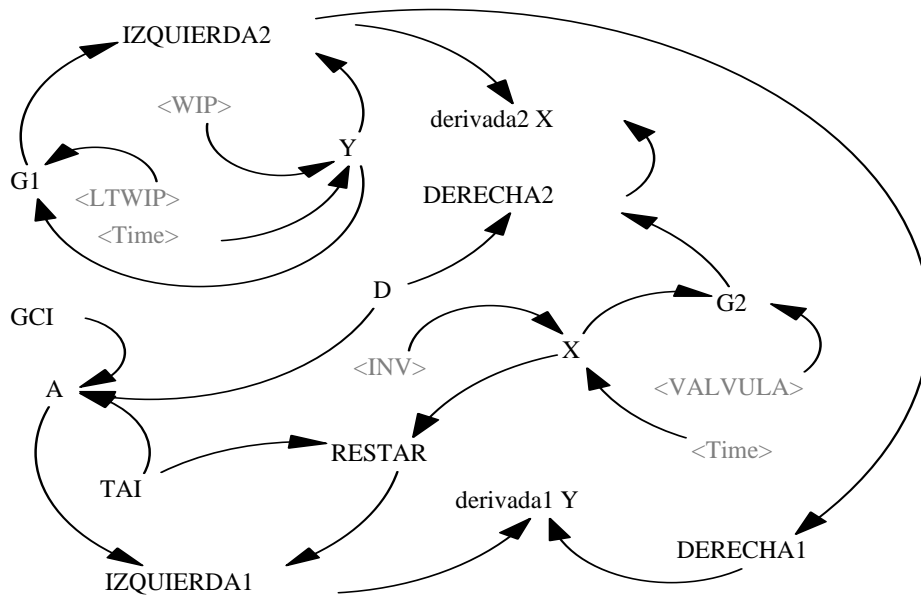 IZQUIERDA2
<WIP>
derivada2 X
Y
G1
<LTWIP>
DERECHA2
<Time>
D
G2
GCI
X
<INV>
<VALVULA>
A
RESTAR
<Time>
TAI
derivada1 Y
DERECHA1
IZQUIERDA1